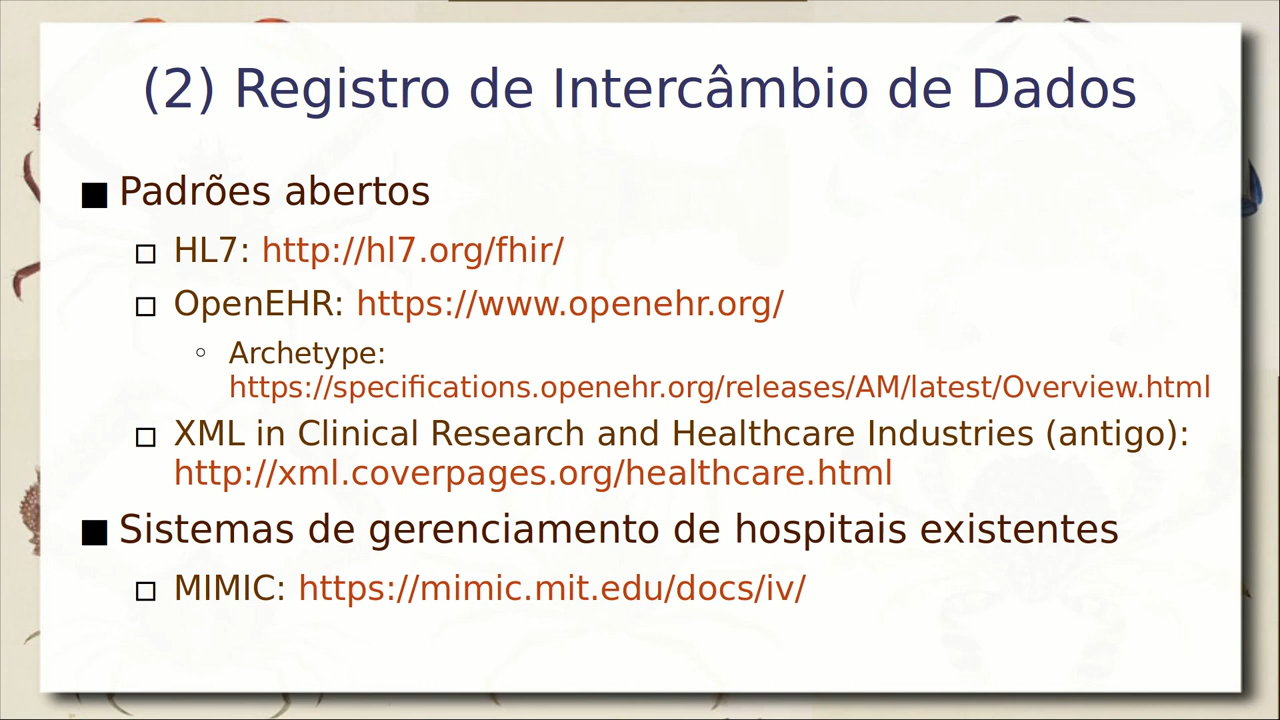 (2) Registro de Intercâmbio de Dados
Padrões abertos
HL7: http://hl7.org/fhir/
OpenEHR: https://www.openehr.org/
Archetype:
https://specifications.openehr.org/releases/AM/latest/Overview.html
XML in Clinical Research and Healthcare Industries (antigo):
http://xml.coverpages.org/healthcare.html
Sistemas de gerenciamento de hospitais existentes
MIMIC: https://mimic.mit.edu/docs/iv/